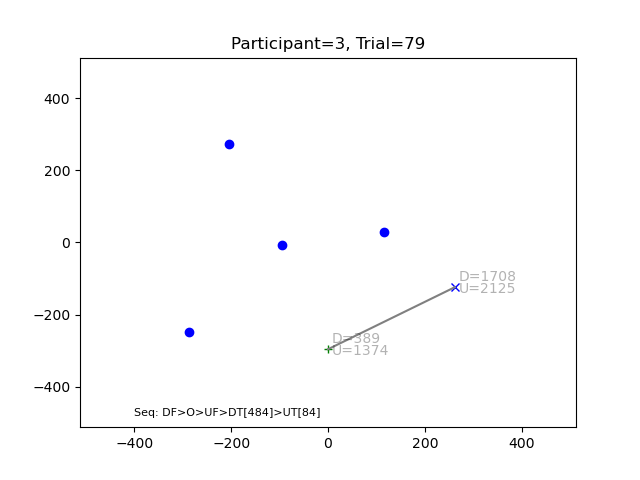 Participant=3, Trial=79
400
200
0
−200
−400
D=1708
U=2125
D=389
U=1374
Seq: DF>O>UF>DT[484]>UT[84]
−400
−200
0
200
400